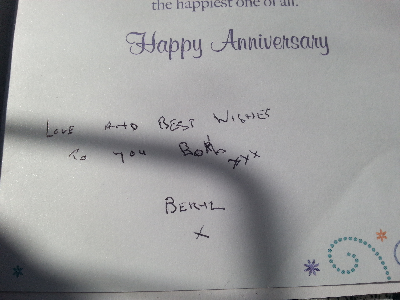 the happiest one of all.
Happy Anniversary
LOVE AND BEST WISHES
TO YOU BOTH xxx
BERYL
X